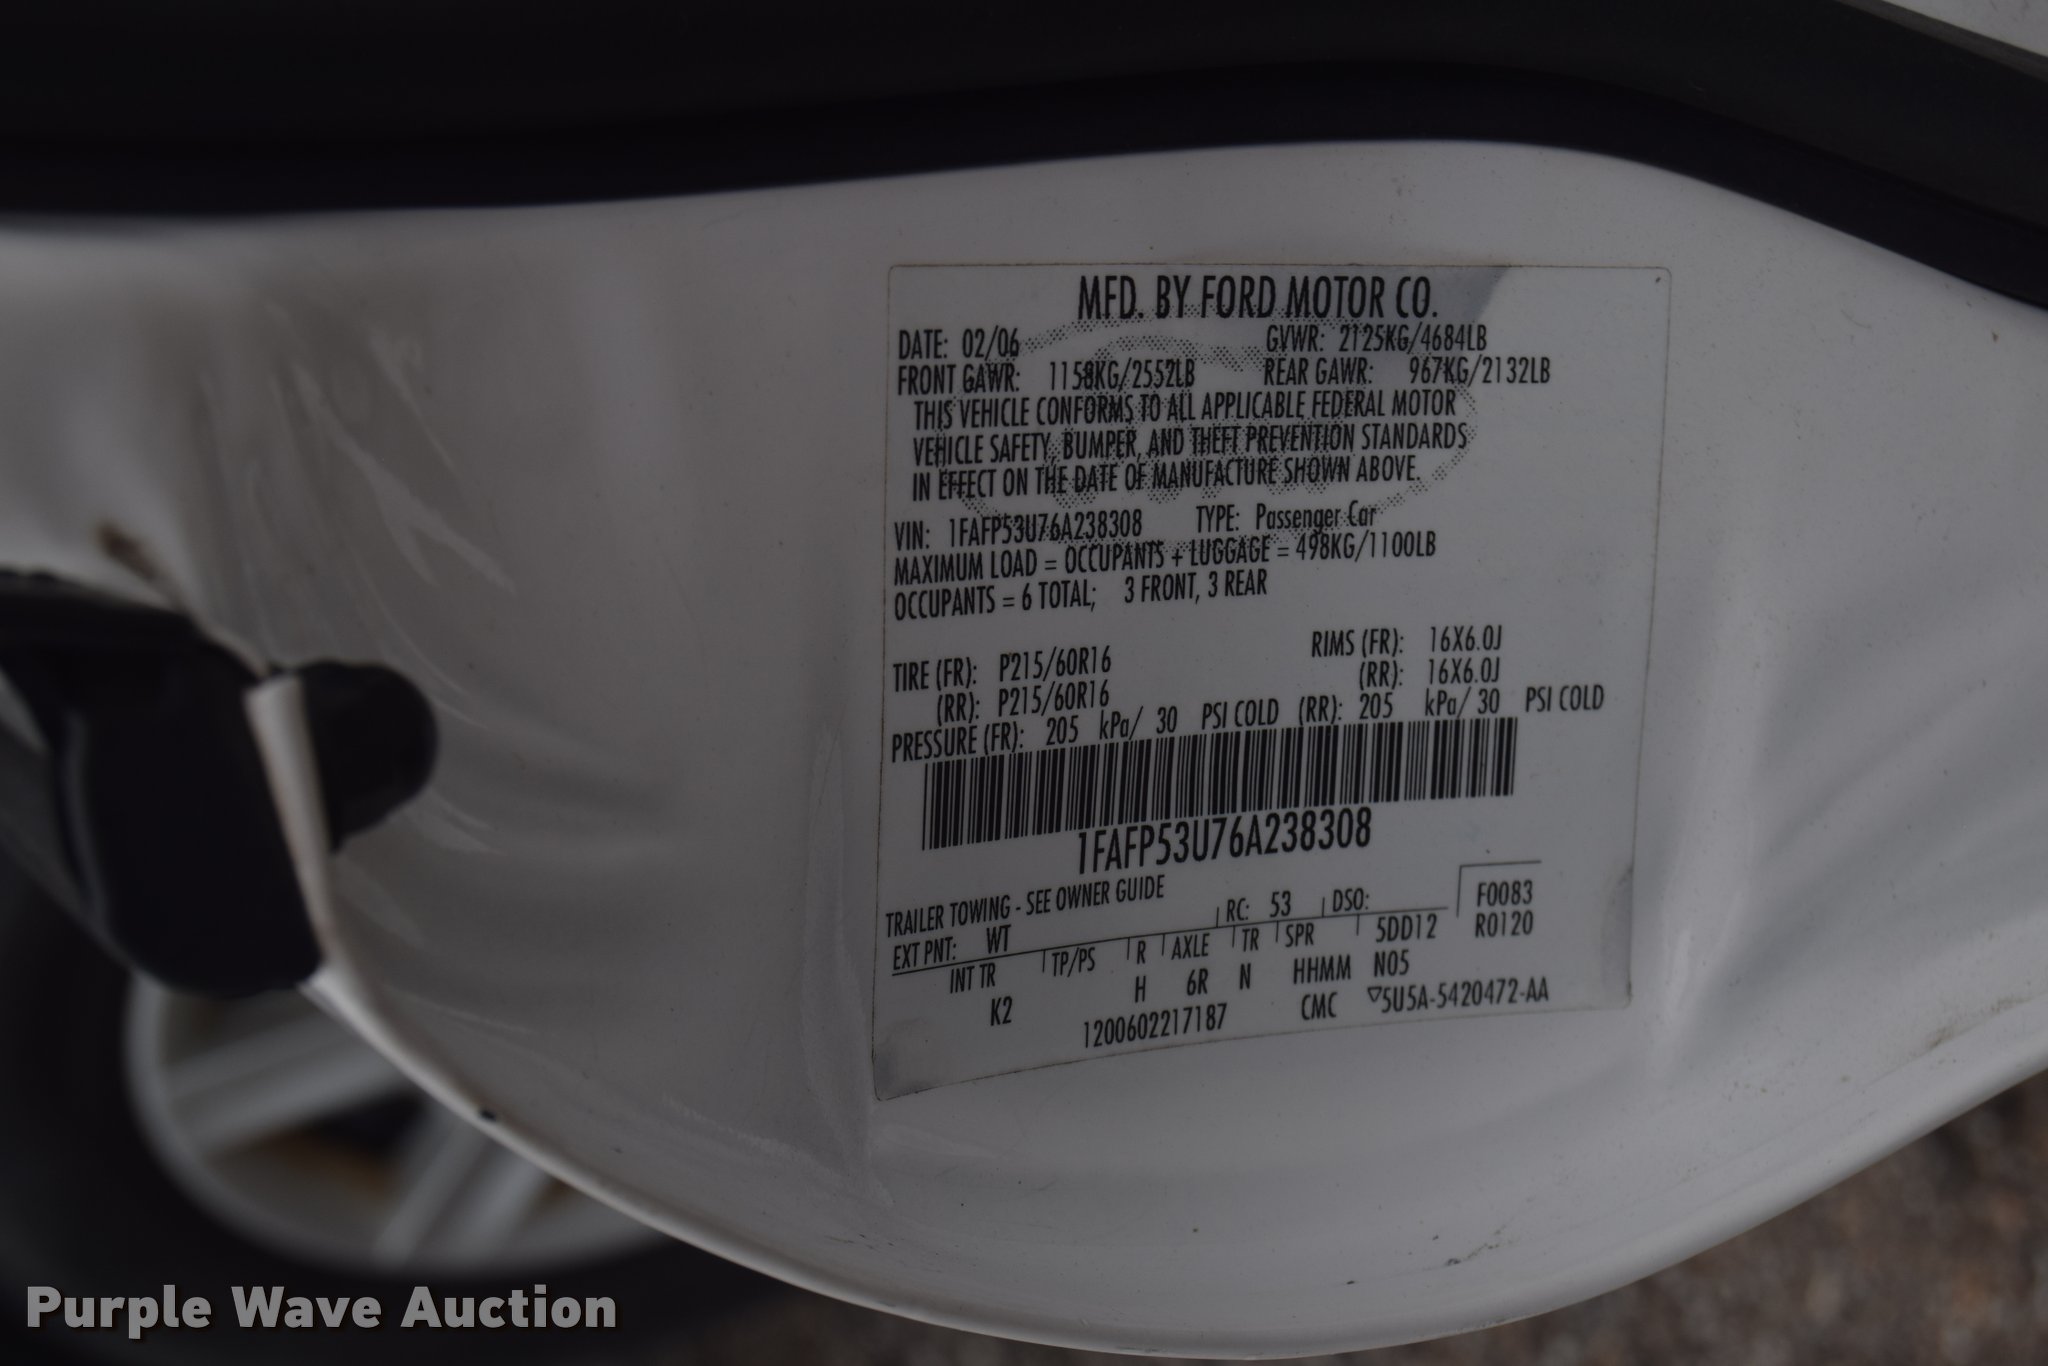 MFD. BY FORD MOTOR CO.
DATE: 02/06 GVWR: 2125KG/4684LB
FRONT GAWR: 1158KG/2552LB REAR GAWR: 967KG/2132LB
THIS VEHICLE CONFORMS TO ALL APPLICABLE FEDERAL MOTOR
VEHICLE SAFETY, BUMPER, AND THEFT PREVENTION STANDARDS
IN EFFECT ON THE DATE OF MANUFACTURE SHOWN ABOVE.
VIN: 1FAFP53U76A238308 TYPE: Passenger Car
MAXIMUM LOAD = OCCUPANTS + LUGGAGE = 498KG/1100LB
OCCUPANTS = 6 TOTAL; 3 FRONT, 3 REAR
TIRE (FR): P215/60R16 RIMS (FR): 16X6.0J
(RR): P215/60R16 (RR): 16X6.0J
PRESSURE (FR): 205 kPa/ 30 PSI COLD (RR): 205 kPa/ 30 PSI COLD
1FAFP53U76A238308
TRAILER TOWING - SEE OWNER GUIDE RC: 53 DSO: F0083
EXT PNT: WT 5DD12 R0120
INT TR TP/PS R AXLE TR SPR N05
K2 H 6R N HHMM
1200602217187 CMC ▽5U5A-5420472-AA
Purple Wave Auction